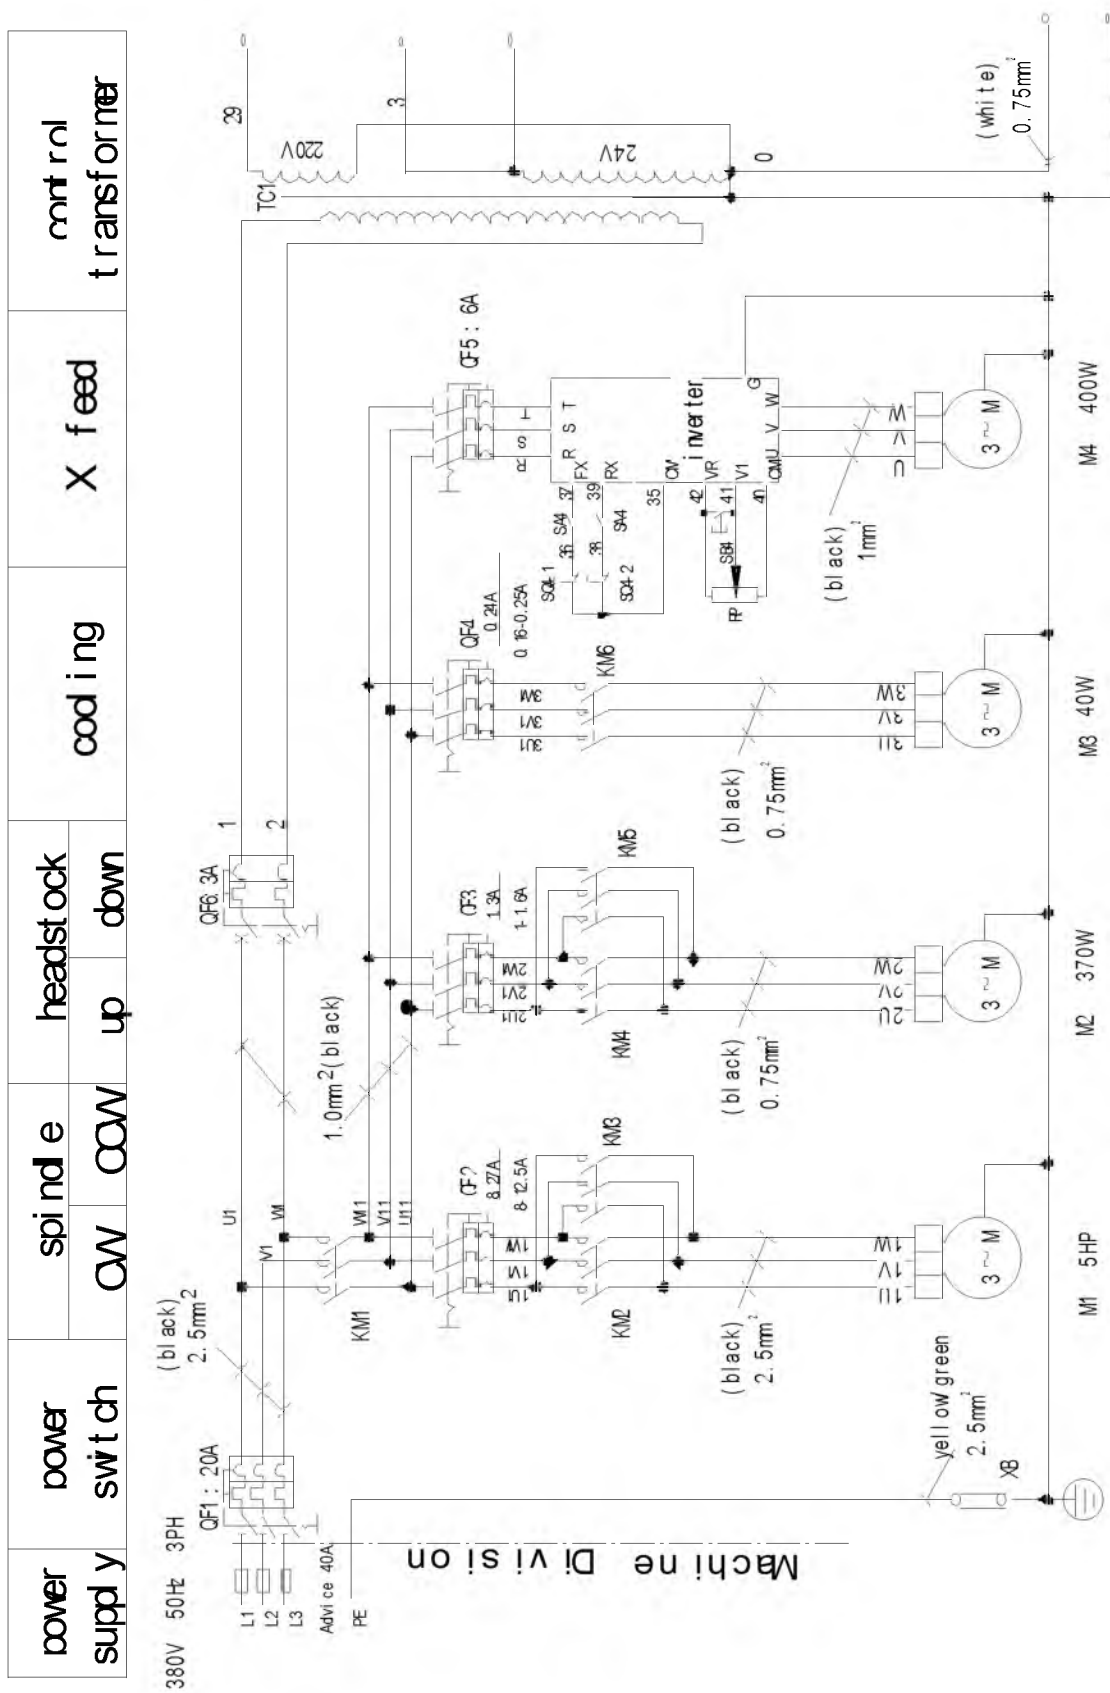 power
supply
power
switch
spindle
CW CCW
headstock
up down
cooling
X feed
control
transformer
380V 50Hz 3PH
L1
L2
L3
Advice 40A
PE
QF1: 20A
(black)
2.5mm²
U1
V1
W1
KM1
W11
V11
U11
1.0mm²(black)
QF6: 3A
1
2
TC1
220V
24V
29
3
0
(white)
0.75mm²
QF2
8.27A
8-12.5A
1U1
1V1
1W1
KM2
KM3
(black)
2.5mm²
1U
1V
1W
3 ~ M
M1 5HP
QF3
1.3A
1-1.6A
2U1
2V1
2W1
KM4
KM5
(black)
0.75mm²
2U
2V
2W
3 ~ M
M2 370W
QF4
0.24A
0.16-0.25A
3U1
3V1
3W1
KM6
(black)
0.75mm²
3U
3V
3W
3 ~ M
M3 40W
QF5: 6A
R S T
R S T
inverter
FX
RX
CM
VR
V1
CM
U V W
G
37
39
35
42
41
40
SA4
SA4
36
38
SQ4-1
SQ4-2
SB4
RP
(black)
1mm²
U
V
W
3 ~ M
M4 400W
Machine Division
yellow/green
2.5mm²
XB